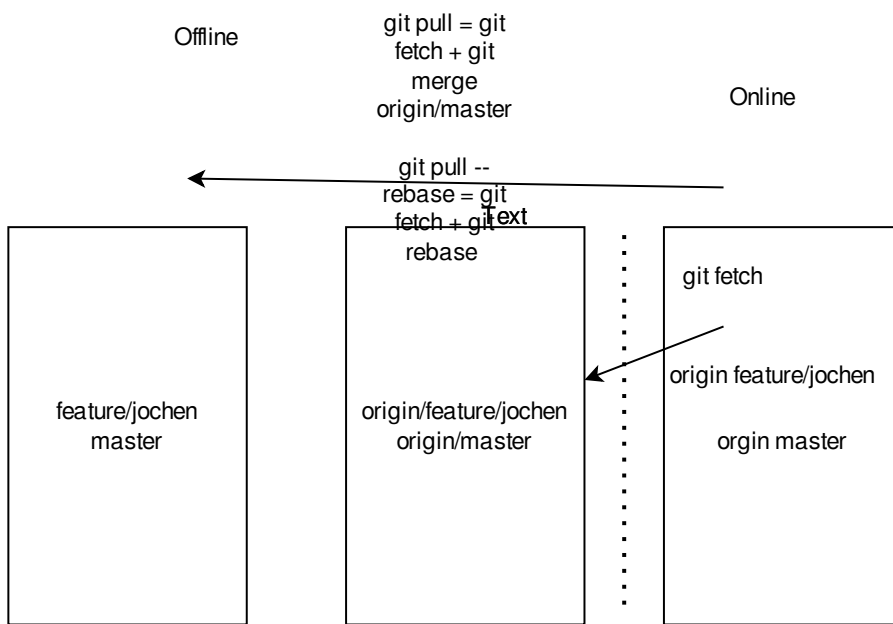 Offline
git pull = git
fetch + git
merge
origin/master
Online
git pull --
rebase = git
fetch + git
rebase
Text
git fetch
feature/jochen
master
origin/feature/jochen
origin/master
origin feature/jochen
orgin master